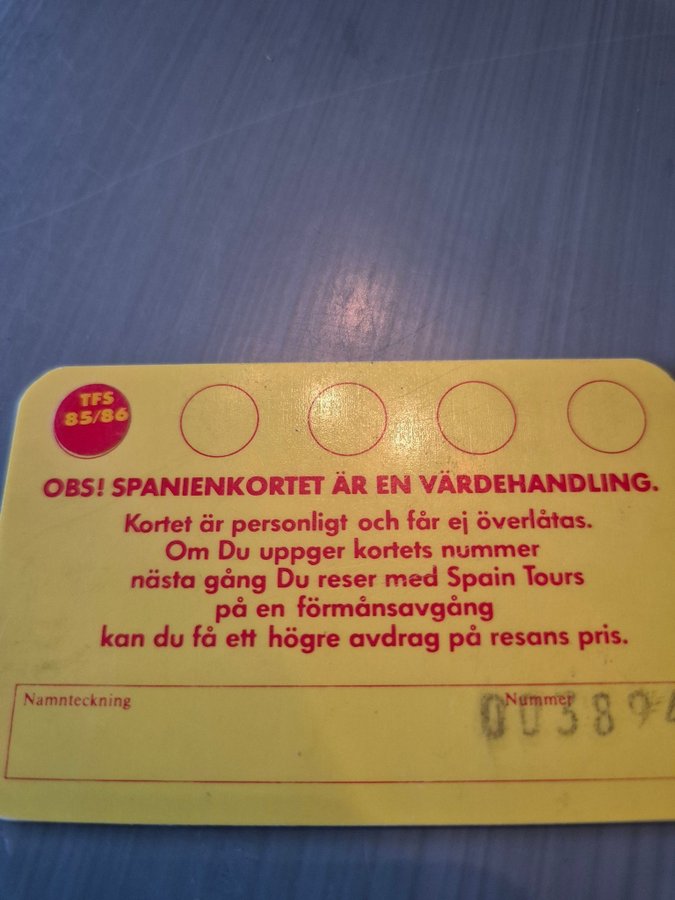 TFS
85/86
OBS! SPANIENKORTET ÄR EN VÄRDEHANDLING.
Kortet är personligt och får ej överlåtas.
Om Du uppger kortets nummer
nästa gång Du reser med Spain Tours
på en förmånsavgång
kan du få ett högre avdrag på resans pris.
Namnteckning
Nummer